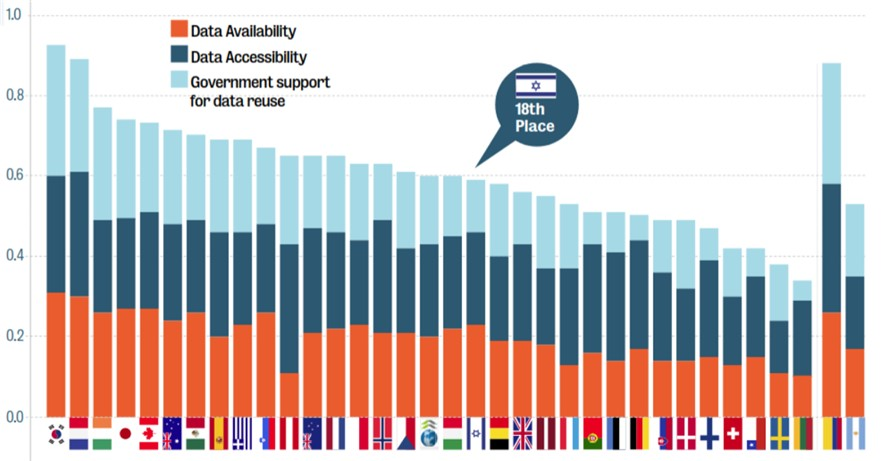 1.0
Data Availability
Data Accessibility
Government support
for data reuse
0.8
18th
Place
0.6
0.4
0.2
0.0